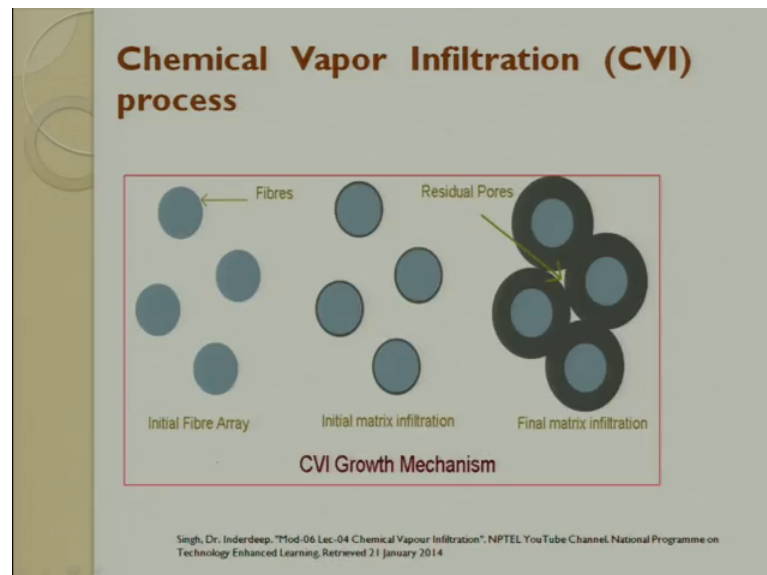 Chemical Vapor Infiltration (CVI)
process
Fibres
Residual Pores
Initial Fibre Array
Initial matrix infiltration
Final matrix infiltration
CVI Growth Mechanism
Singh, Dr. Inderdeep. "Mod-06 Lec-04 Chemical Vapour Infiltration". NPTEL YouTube Channel. National Programme on
Technology Enhanced Learning. Retrieved 21 January 2014